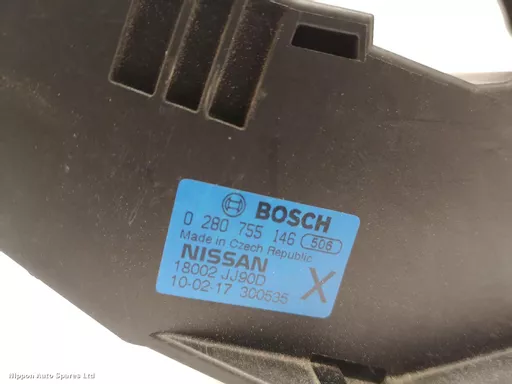 BOSCH
0 280 755 146 506
Made in Czech Republic
NISSAN
18002 JJ90D X
10-02-17 300535
Nippon Auto Spares Ltd